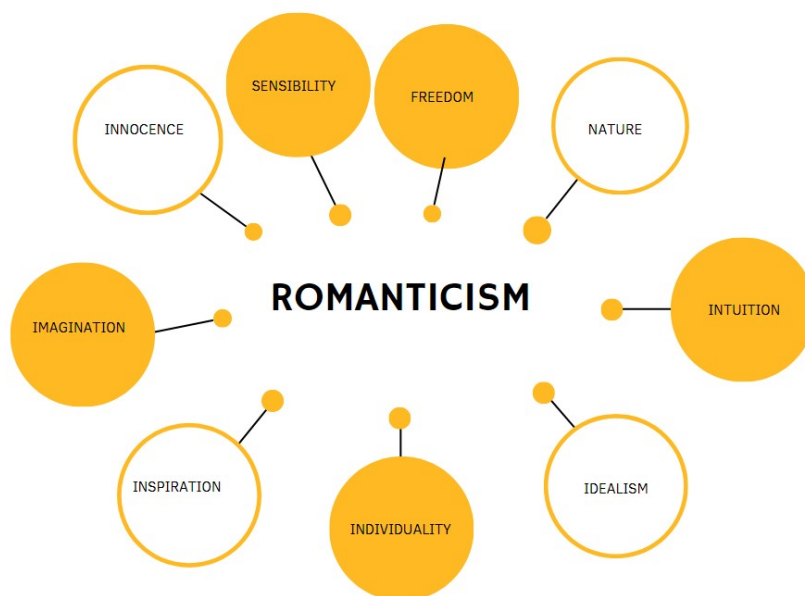 SENSIBILITY
FREEDOM
INNOCENCE
NATURE
ROMANTICISM
INTUITION
IMAGINATION
INSPIRATION
IDEALISM
INDIVIDUALITY